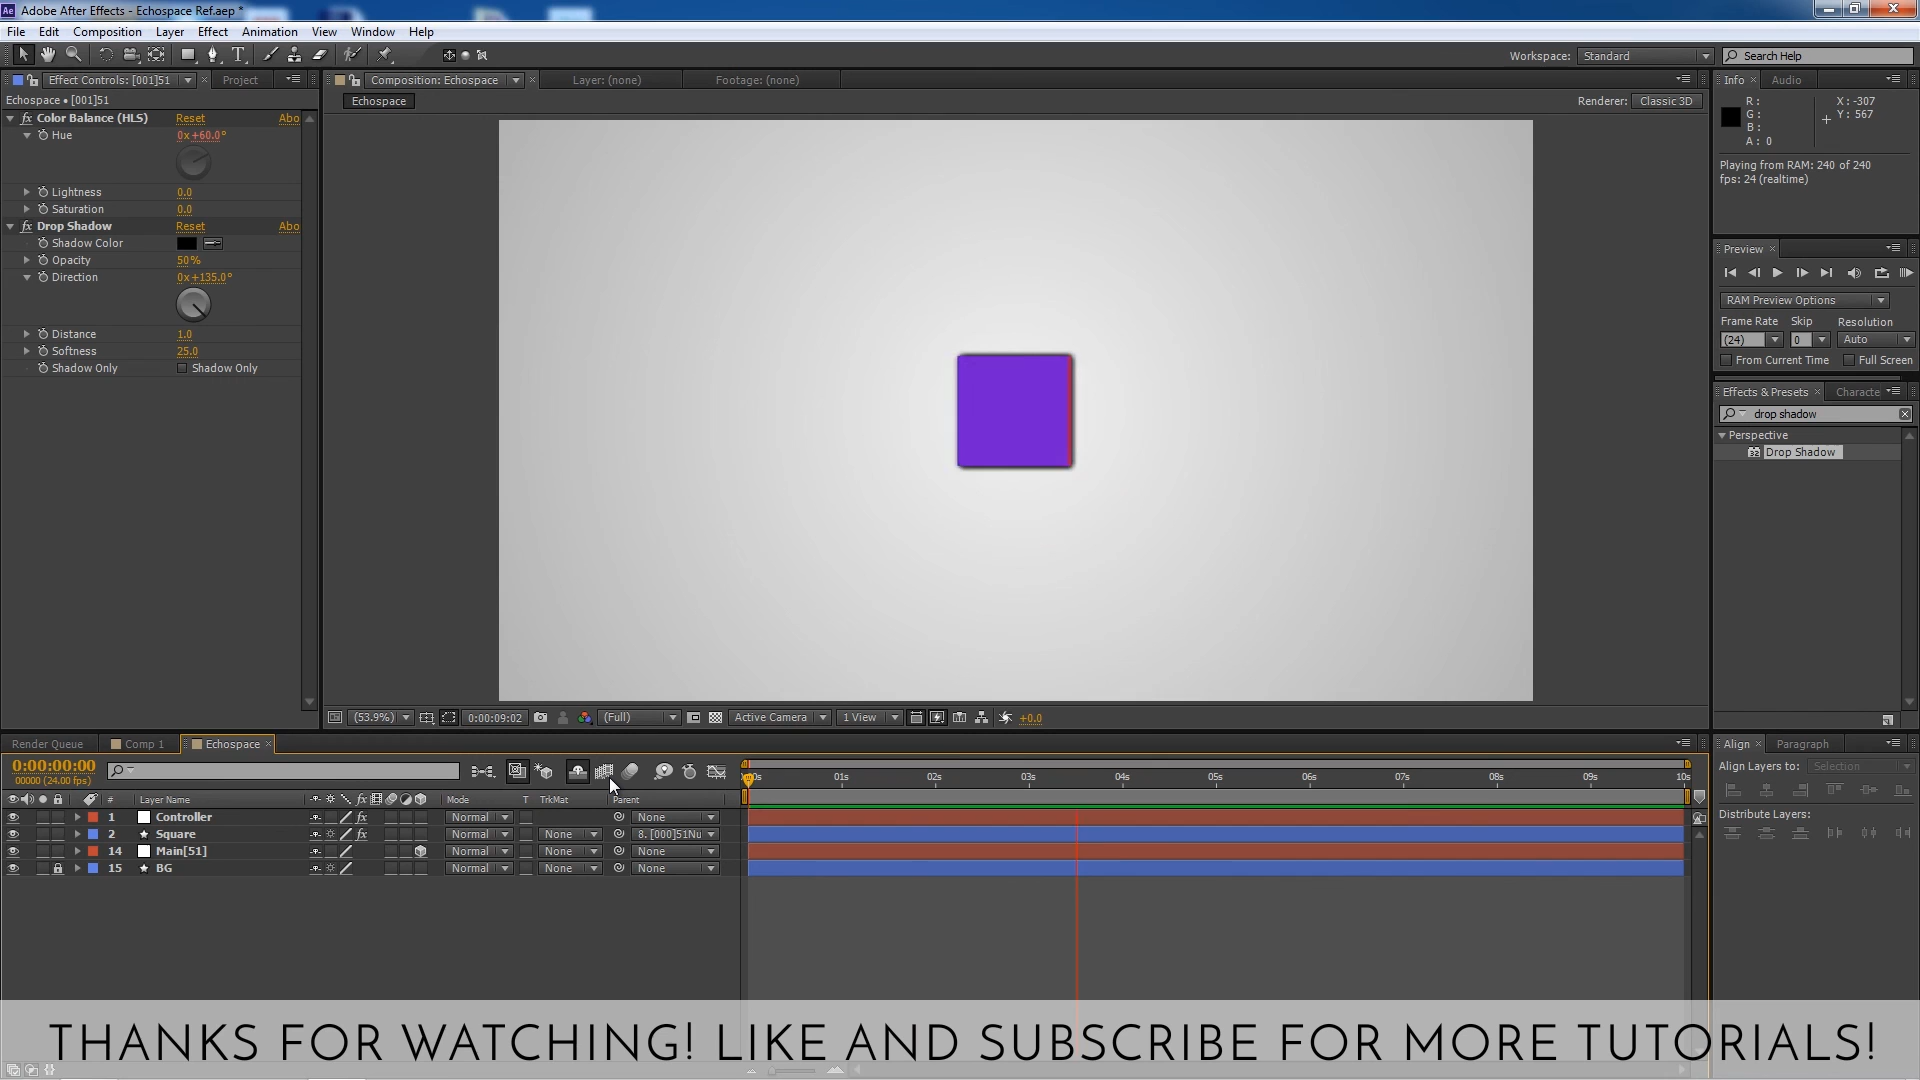 Adobe After Effects - Echospace Ref.aep *
File Edit Composition Layer Effect Animation View Window Help
Workspace: Standard Search Help
Effect Controls: [001]51 Project
Composition: Echospace Layer: (none) Footage: (none)
Info Audio
Echospace • [001]51
Echospace
Renderer: Classic 3D
R: X: -307
G: Y: 567
B:
A: 0
fx Color Balance (HLS) Reset Abo
Hue 0x+60.0°
Lightness 0.0
Saturation 0.0
fx Drop Shadow Reset Abo
Shadow Color
Opacity 50%
Direction 0x+135.0°
Distance 1.0
Softness 25.0
Shadow Only Shadow Only
Playing from RAM: 240 of 240
fps: 24 (realtime)
Preview
RAM Preview Options
Frame Rate Skip Resolution
(24) 0 Auto
From Current Time Full Screen
Effects & Presets Characte
drop shadow
Perspective
Drop Shadow
(53.9%) 0:00:09:02 (Full) Active Camera 1 View +0.0
Render Queue Comp 1 Echospace
0:00:00:00
00000 (24.00 fps)
01s 02s 03s 04s 05s 06s 07s 08s 09s 10s
# Layer Name fx Mode T TrkMat Parent
1 Controller fx Normal None
2 Square fx Normal None 8. [000]51Nu
14 Main[51] Normal None None
15 BG Normal None None
Align Paragraph
Align Layers to: Selection
Distribute Layers:
THANKS FOR WATCHING! LIKE AND SUBSCRIBE FOR MORE TUTORIALS!